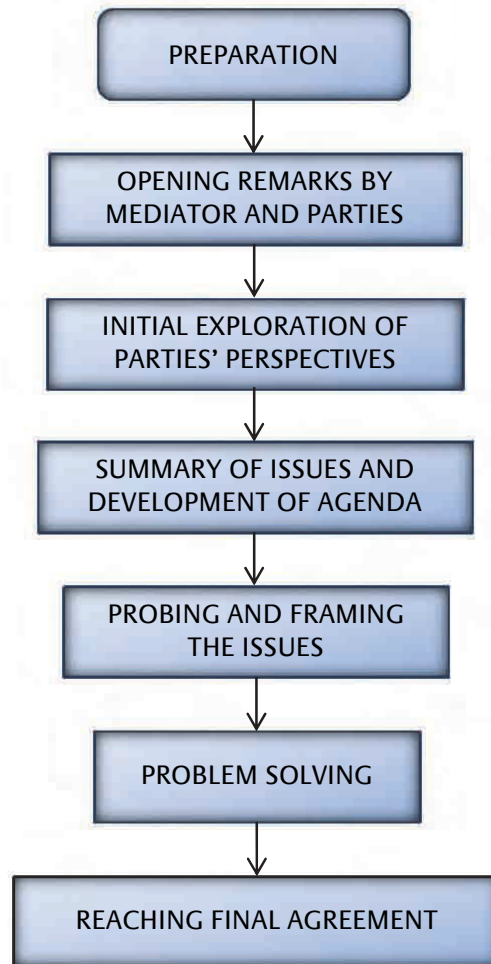 PREPARATION
OPENING REMARKS BY
MEDIATOR AND PARTIES
INITIAL EXPLORATION OF
PARTIES’ PERSPECTIVES
SUMMARY OF ISSUES AND
DEVELOPMENT OF AGENDA
PROBING AND FRAMING
THE ISSUES
PROBLEM SOLVING
REACHING FINAL AGREEMENT